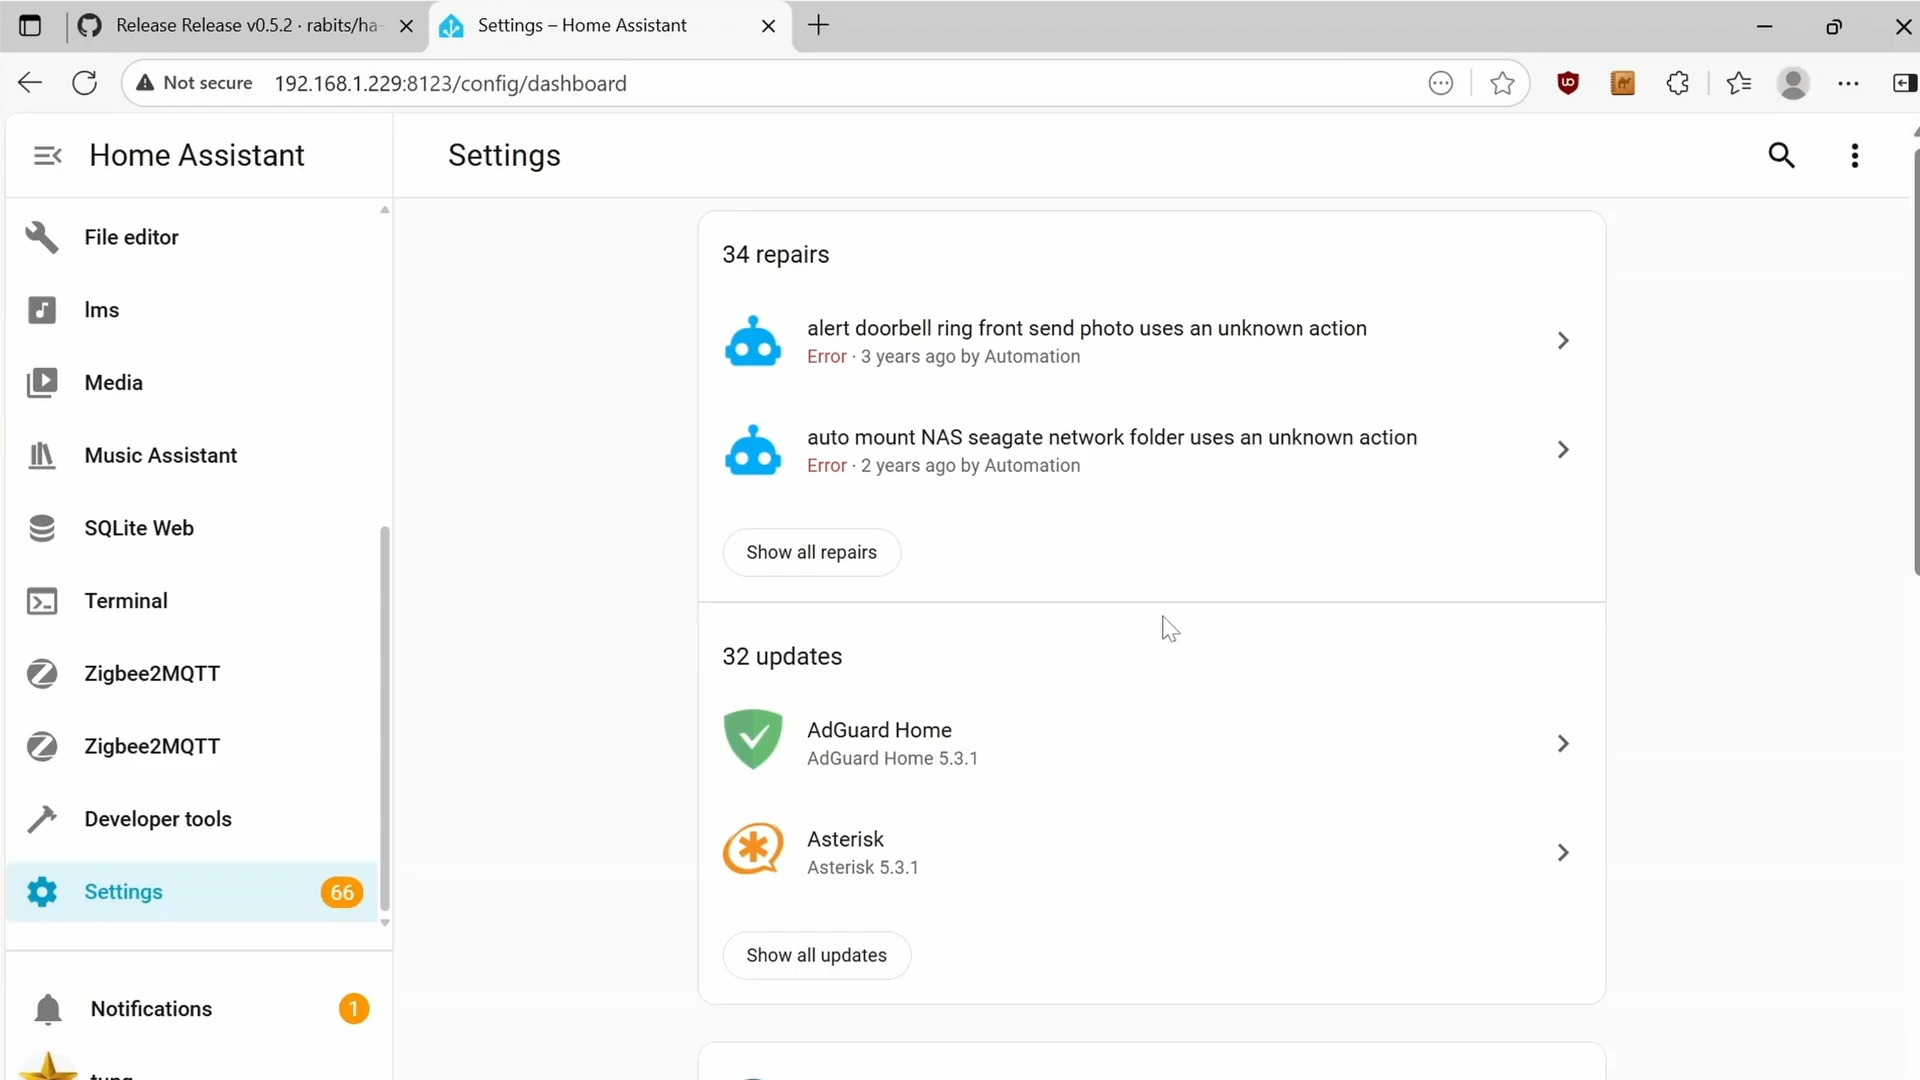 Release Release v0.5.2 · rabits/ha-
Settings – Home Assistant
Not secure
192.168.1.229:8123/config/dashboard
Home Assistant
Settings
File editor
lms
Media
Music Assistant
SQLite Web
Terminal
Zigbee2MQTT
Zigbee2MQTT
Developer tools
Settings
66
Notifications
1
34 repairs
alert doorbell ring front send photo uses an unknown action
Error · 3 years ago by Automation
auto mount NAS seagate network folder uses an unknown action
Error · 2 years ago by Automation
Show all repairs
32 updates
AdGuard Home
AdGuard Home 5.3.1
Asterisk
Asterisk 5.3.1
Show all updates